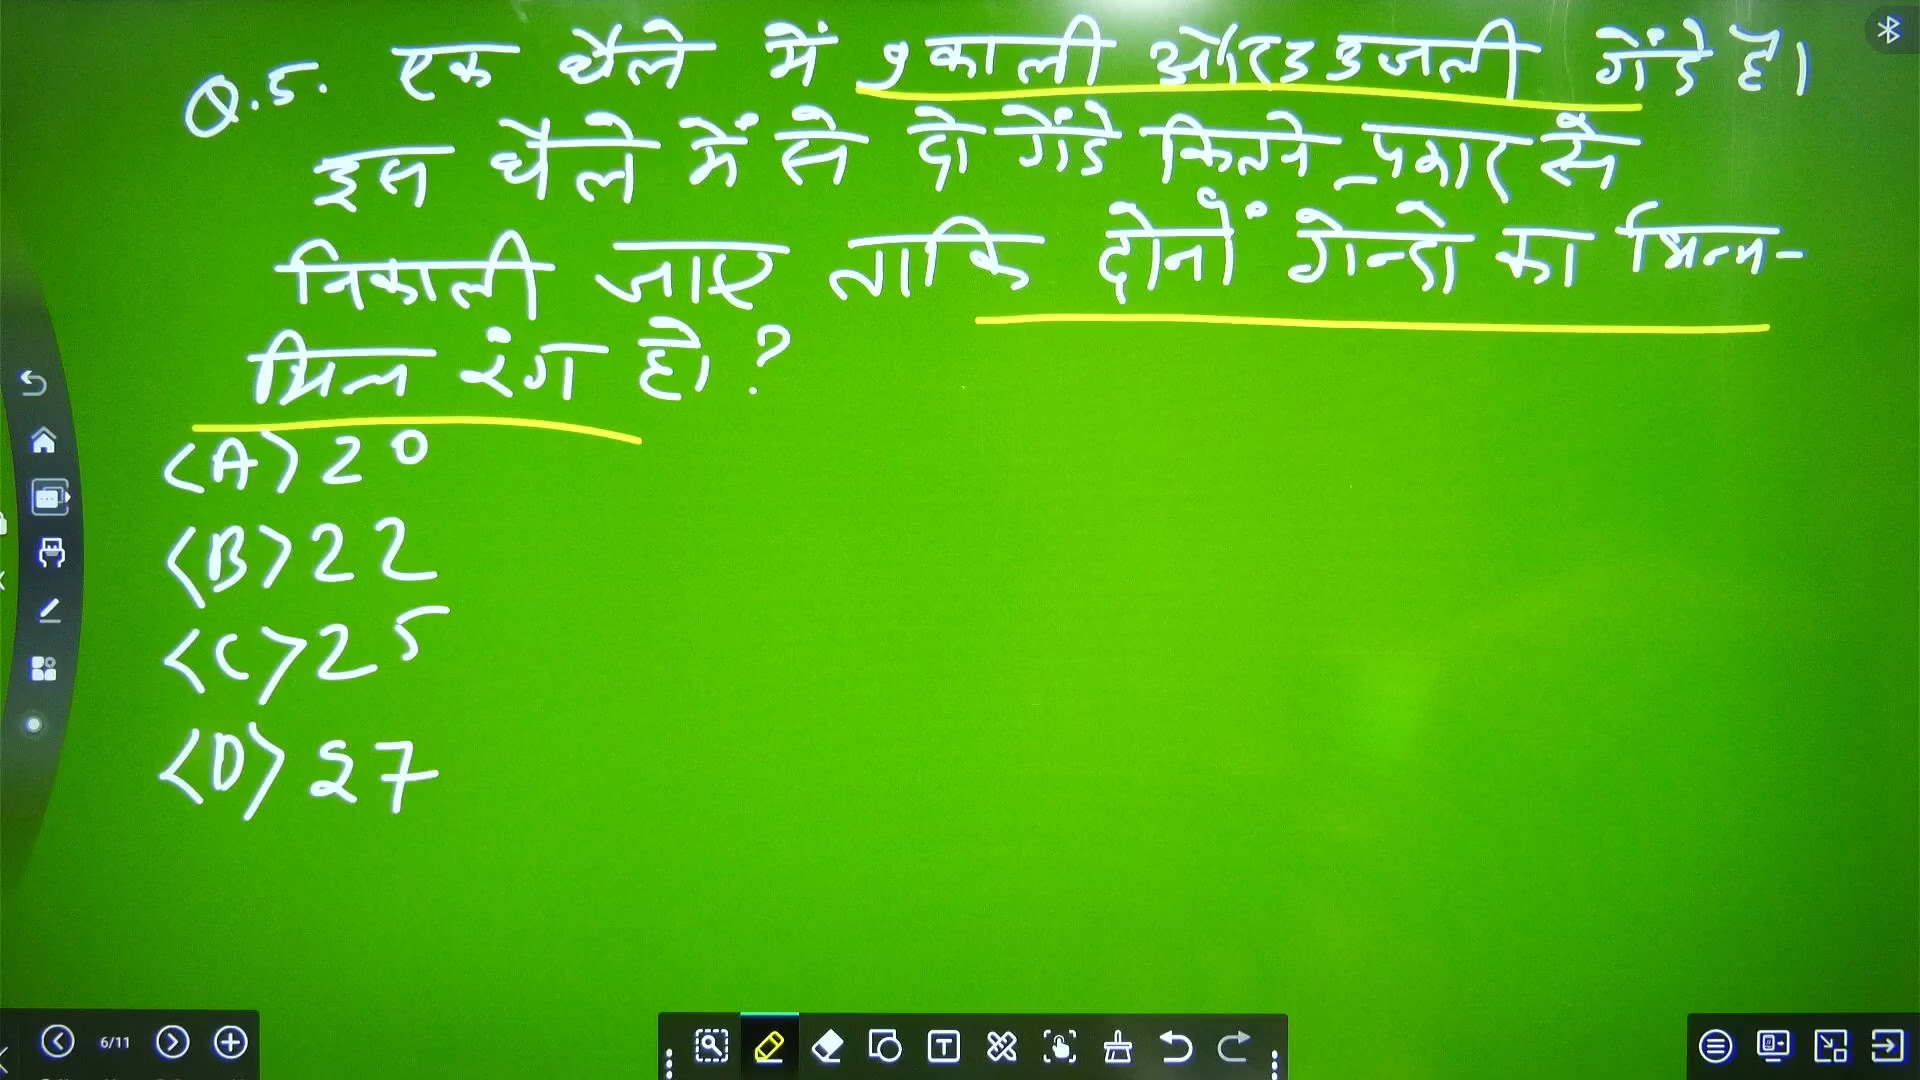 Q.5. एक थैले में 9 काली और 3 उजली गेंदे है।
इस थैले में से दो गेंदे कितने प्रकार से
निकाली जाए ताकि दोनों गेन्दो का भिन्न-
भिन्न रंग हो?
<A> 20
<B> 22
<C> 25
<D> 27
6/11